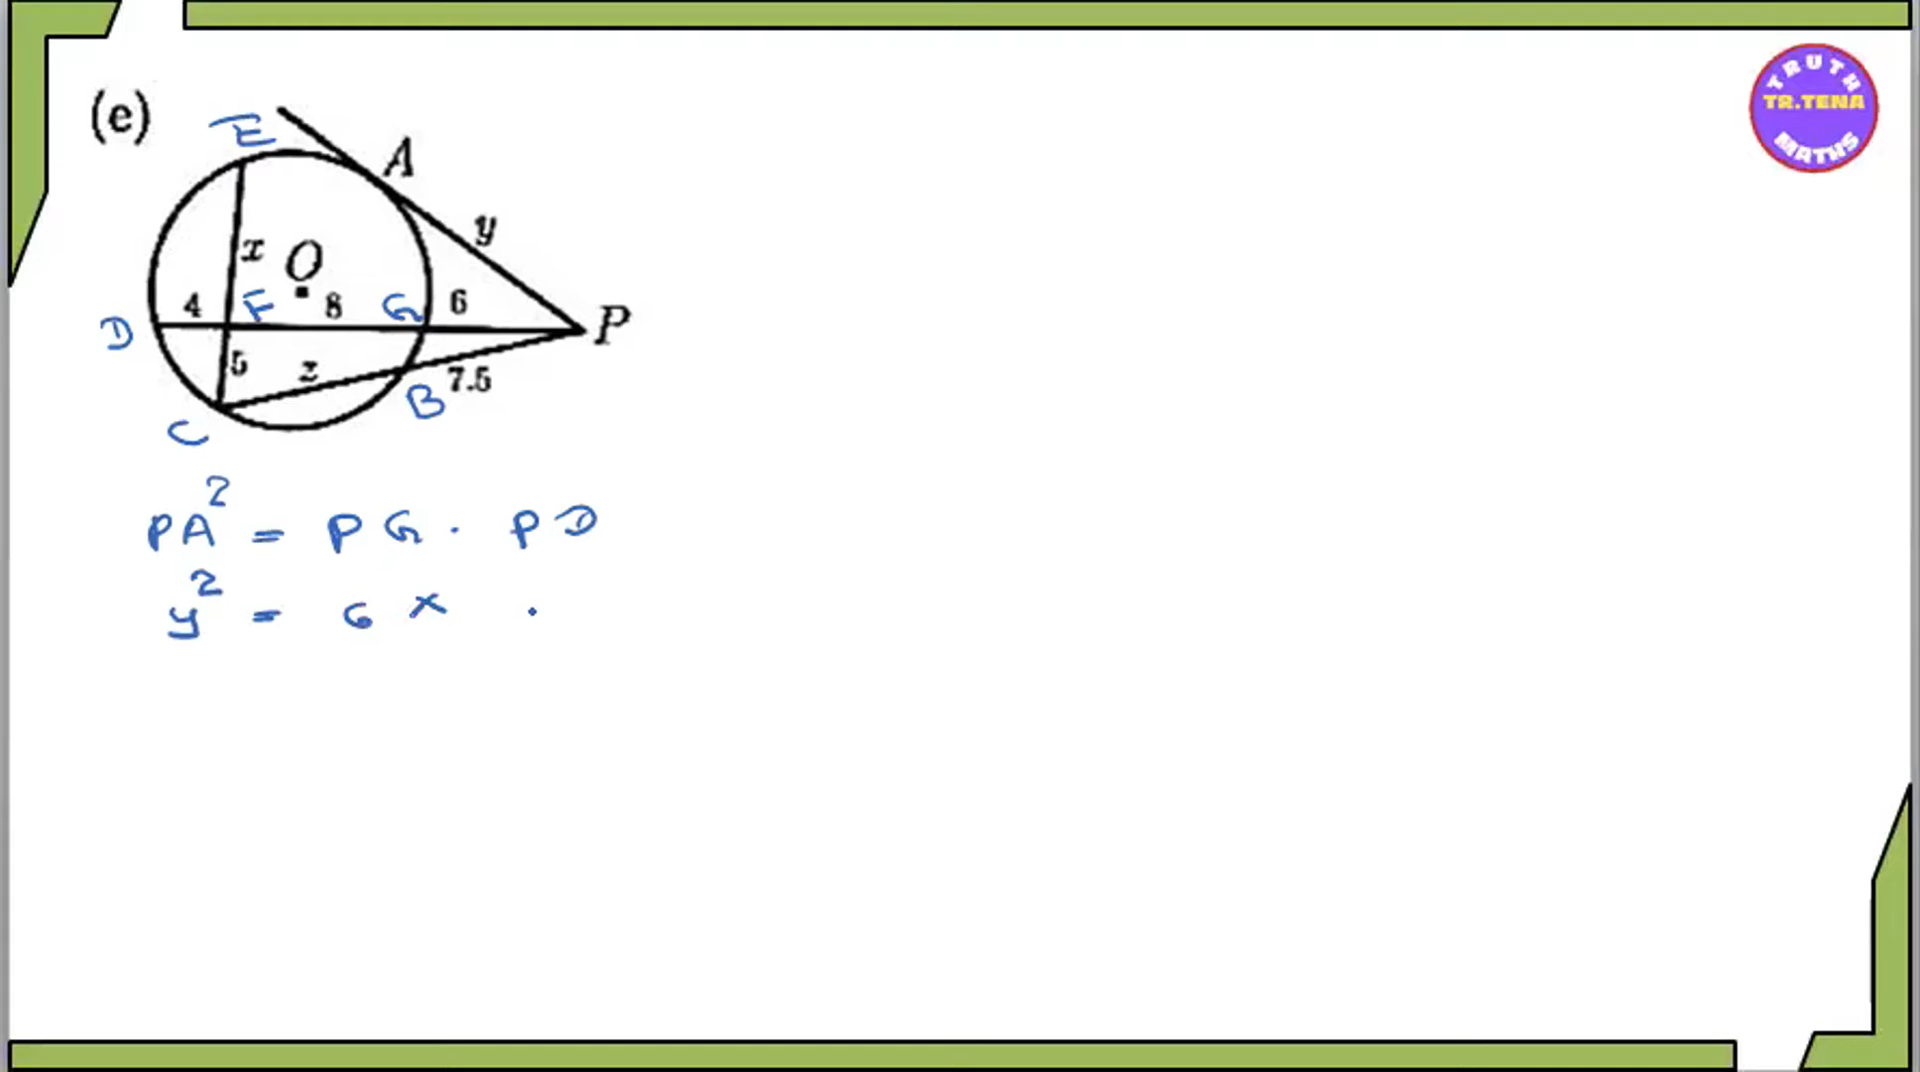 (e)
E
A
y
x
O
4
F
8
G
6
P
D
5
z
7.5
B
C
PA² = PG . PD
y² = 6 x .
TRUTH
TR.TENA
MATHS